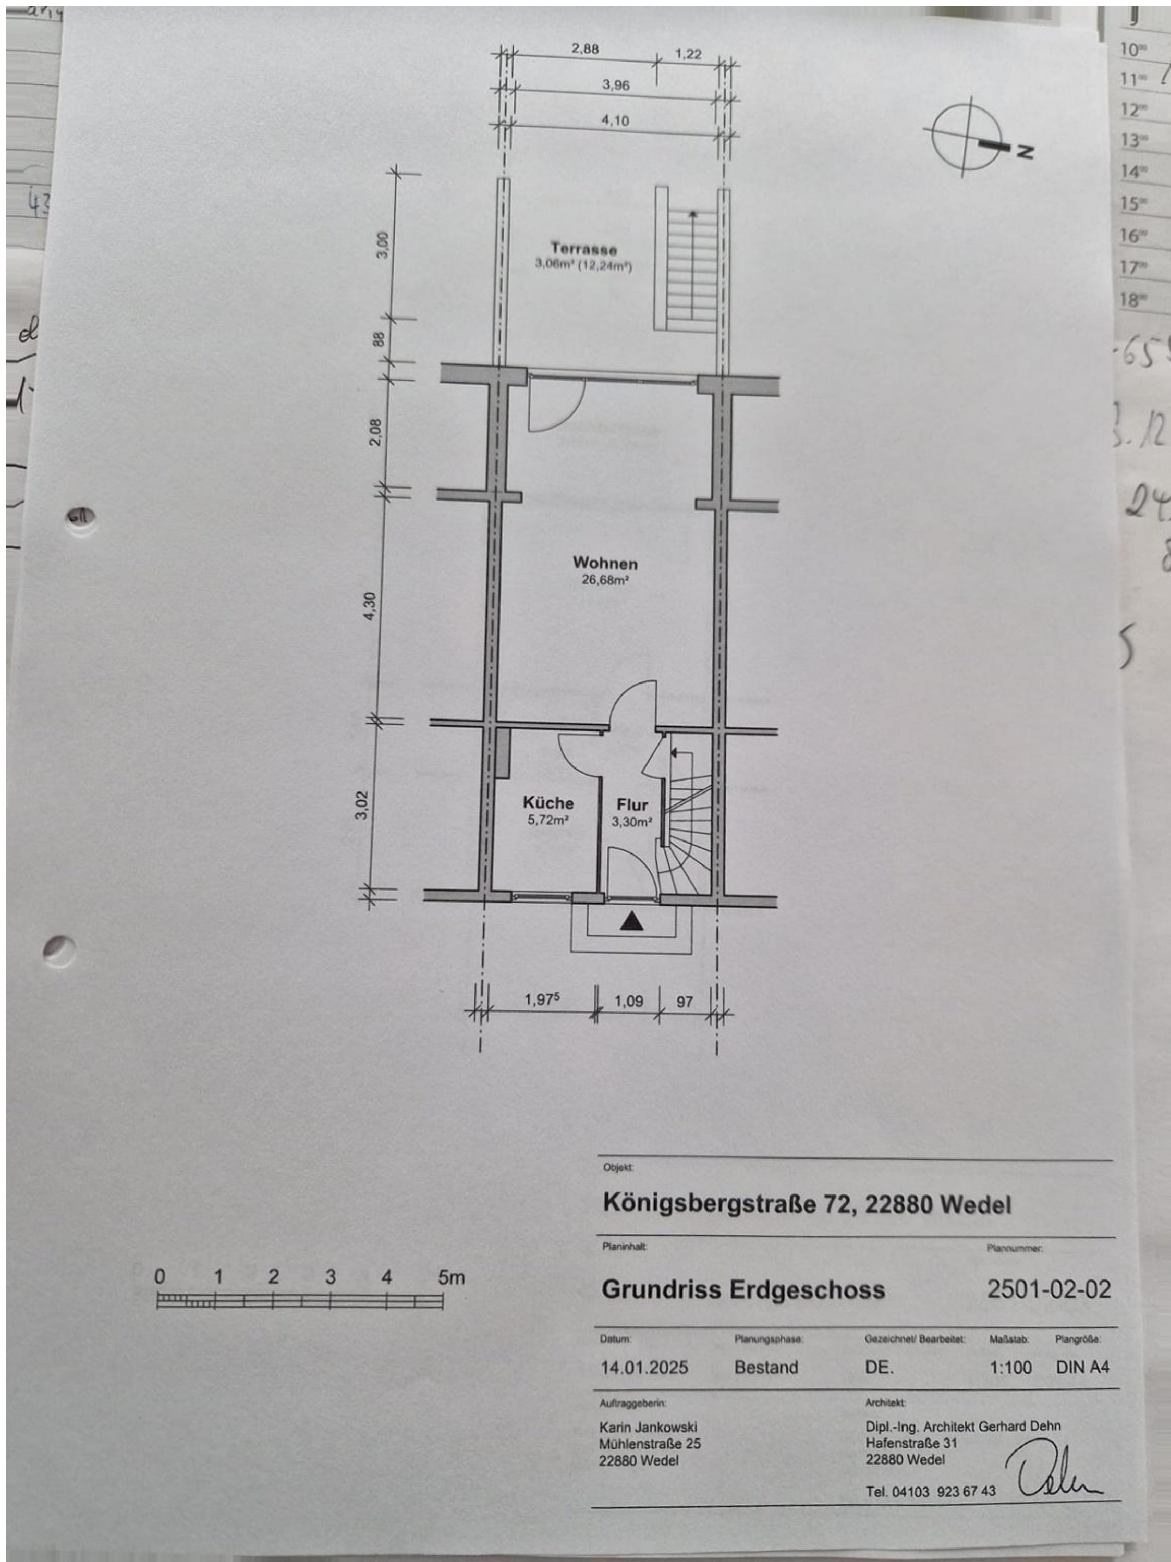 2,88
1,22
3,96
4,10
N
3,00
88
2,08
4,30
3,02
Terrasse
3,06m² (12,24m²)
Wohnen
26,68m²
Küche
5,72m²
Flur
3,30m²
1,97⁵
1,09
97
0 1 2 3 4 5m
Objekt:
Königsbergstraße 72, 22880 Wedel
Planinhalt: Plannummer:
Grundriss Erdgeschoss 2501-02-02
Datum: Planungsphase: Gezeichnet/ Bearbeitet: Maßstab: Plangröße:
14.01.2025 Bestand DE. 1:100 DIN A4
Auftraggeberin: Architekt:
Karin Jankowski Dipl.-Ing. Architekt Gerhard Dehn
Mühlenstraße 25 Hafenstraße 31
22880 Wedel 22880 Wedel
Tel. 04103 923 67 43
10⁰⁰
11⁰⁰
12⁰⁰
13⁰⁰
14⁰⁰
15⁰⁰
16⁰⁰
17⁰⁰
18⁰⁰
43